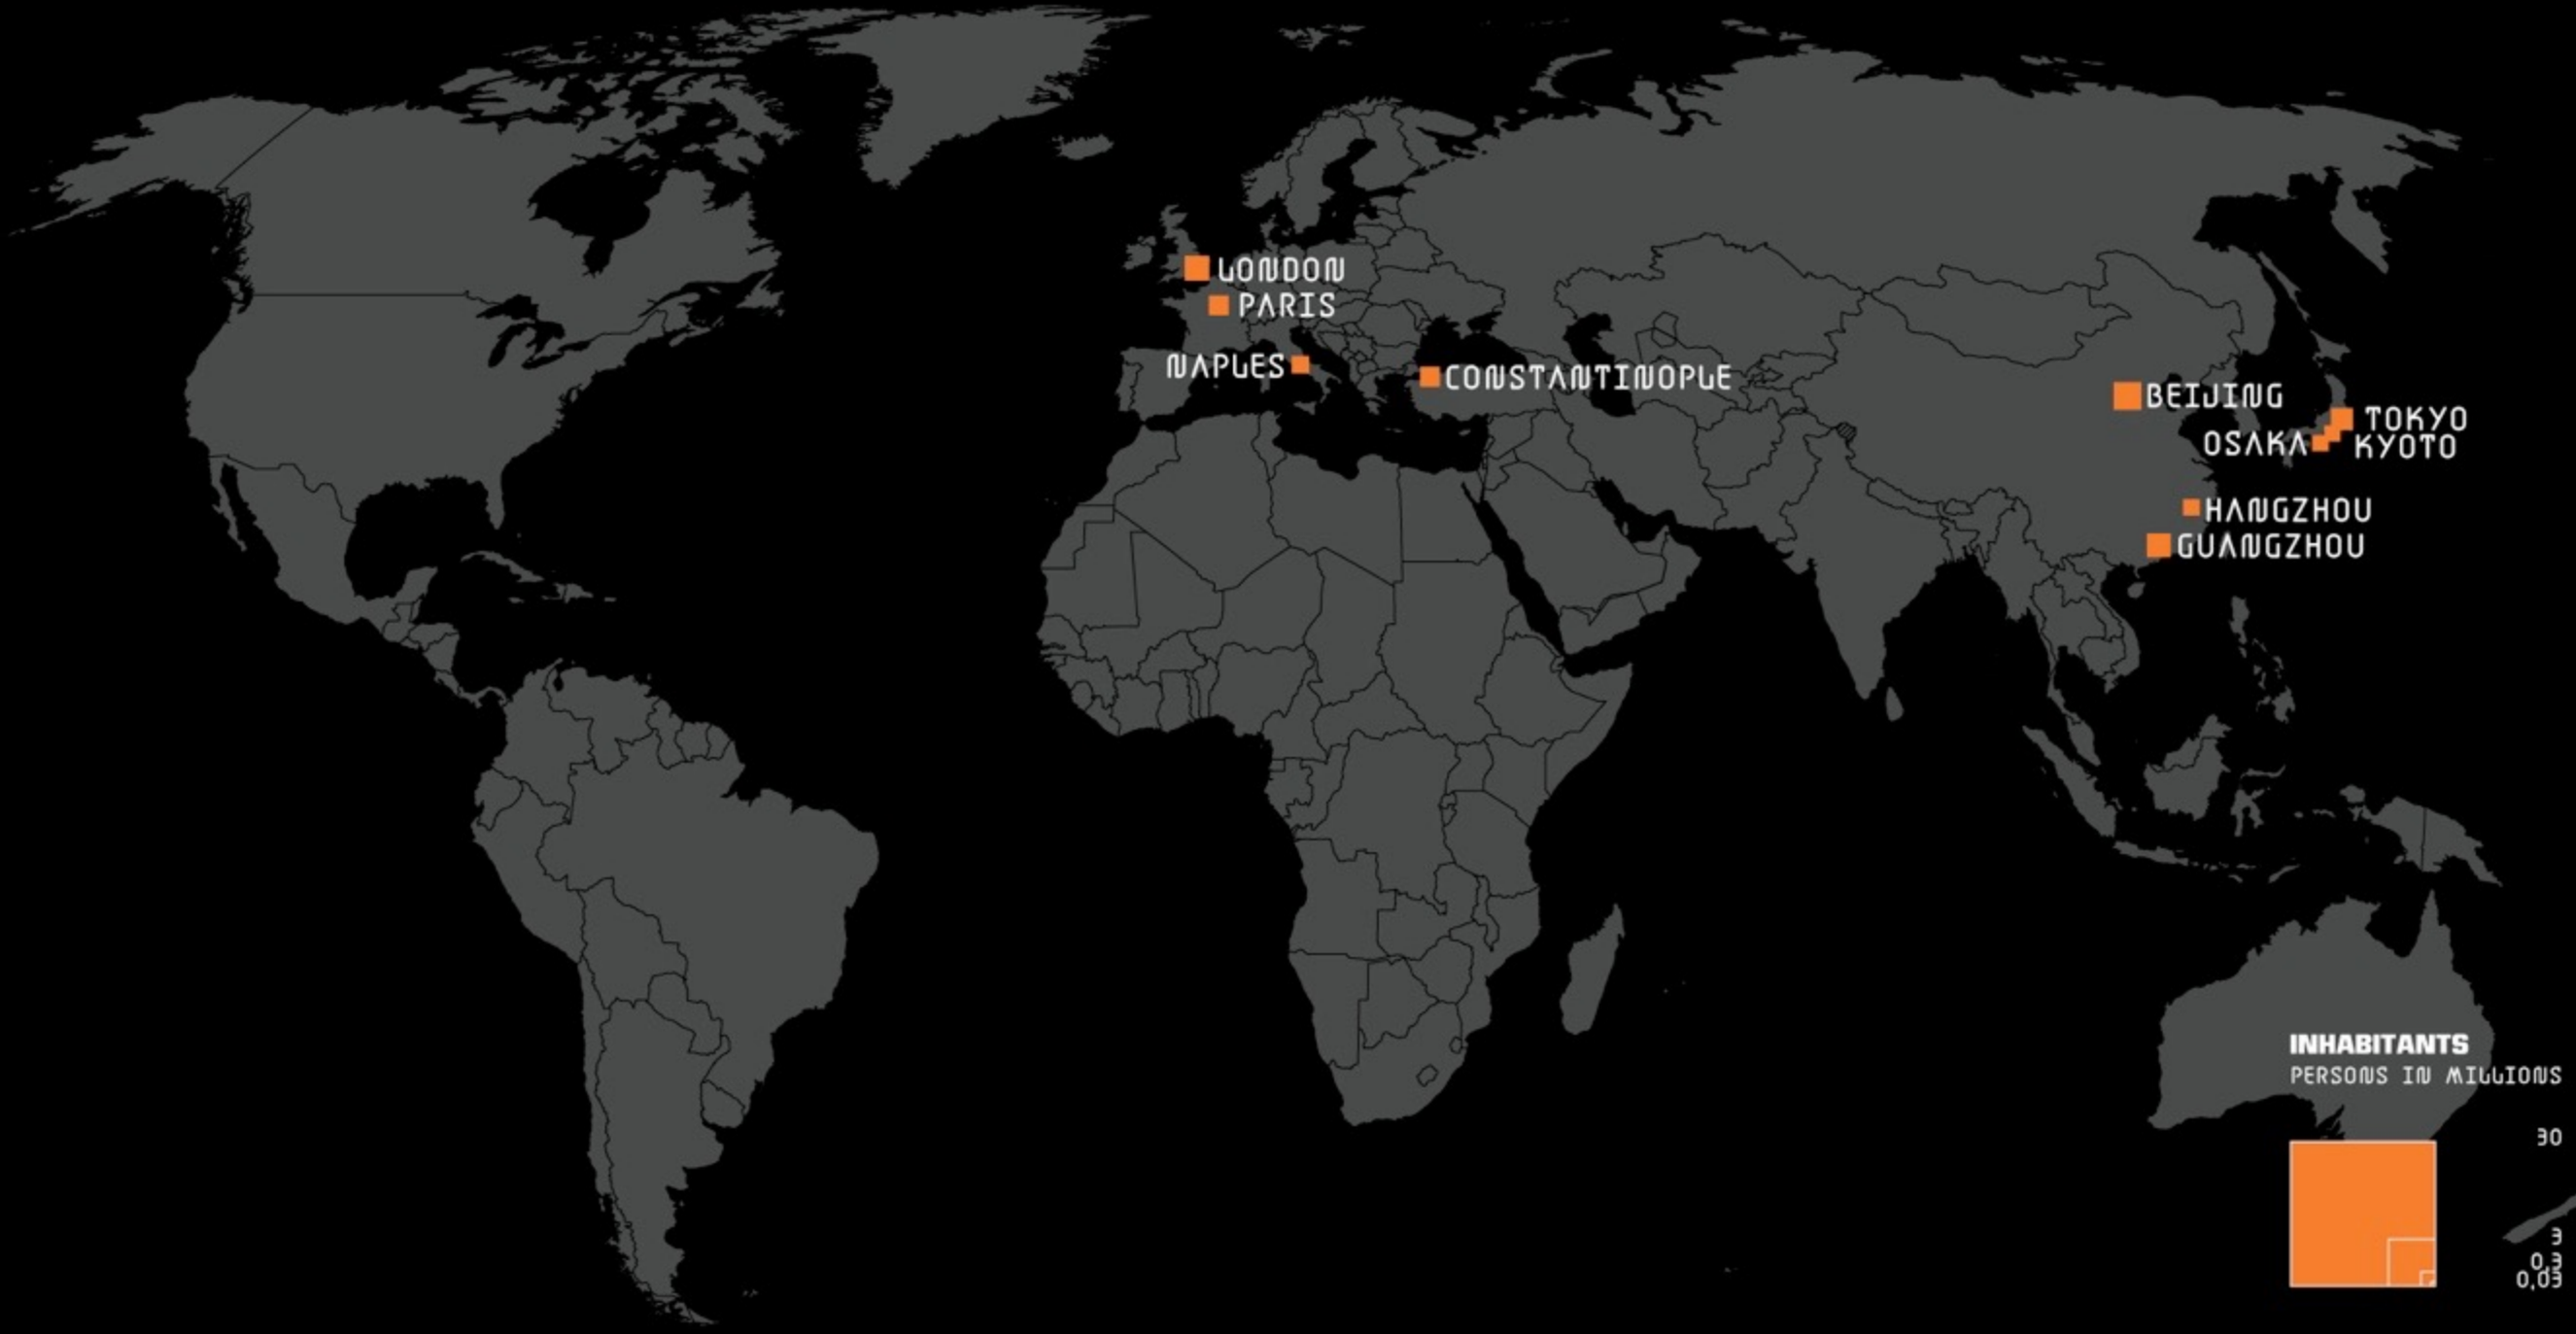 LONDON
PARIS
NAPLES
CONSTANTINOPLE
BEIJING
TOKYO
OSAKA
KYOTO
HANGZHOU
GUANGZHOU
INHABITANTS
PERSONS IN MILLIONS
30
3
0,3
0,03